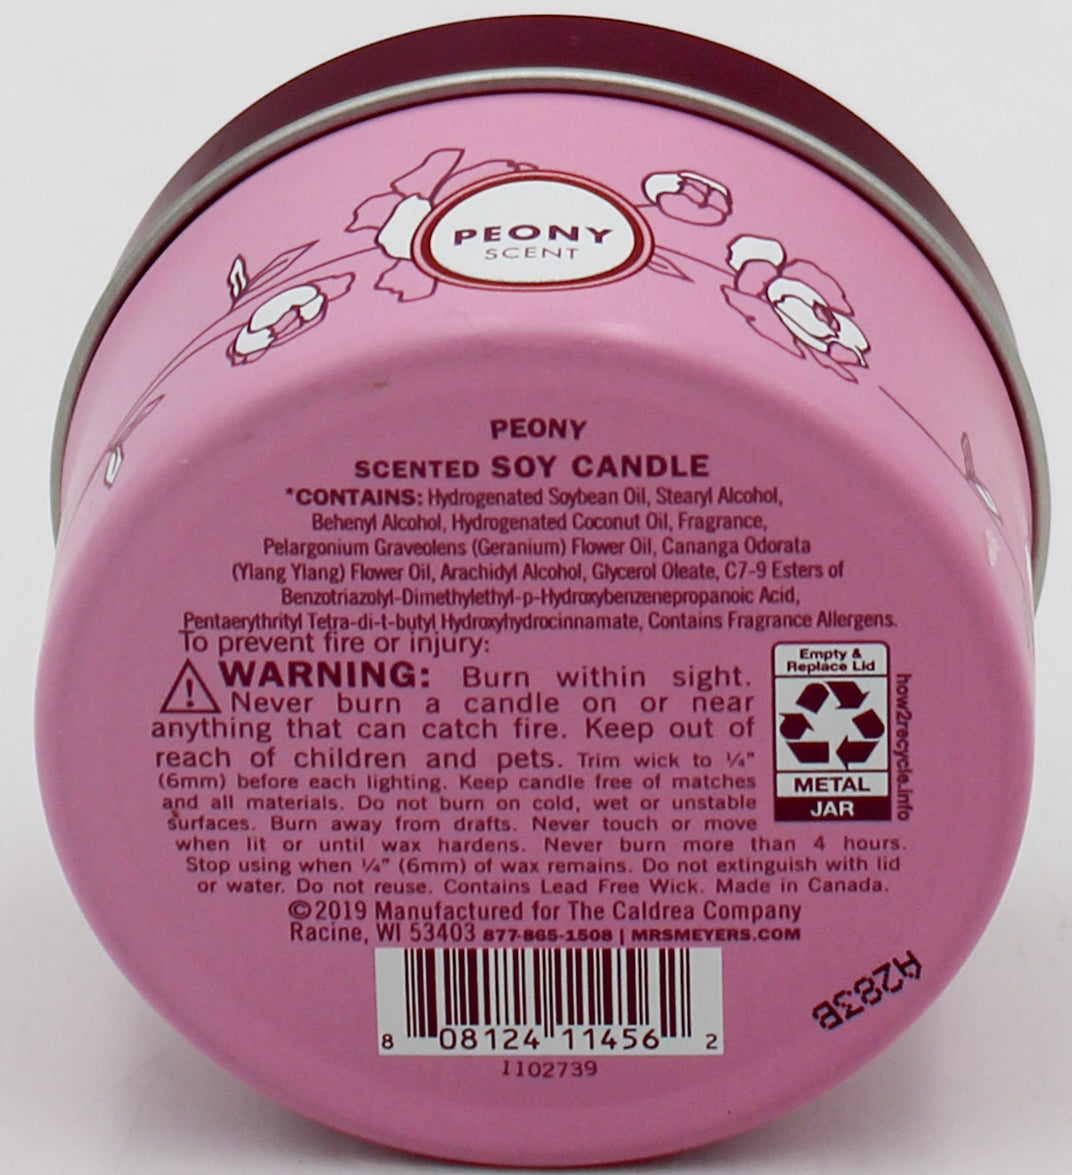 PEONY
SCENT
PEONY
SCENTED SOY CANDLE
*CONTAINS: Hydrogenated Soybean Oil, Stearyl Alcohol,
Behenyl Alcohol, Hydrogenated Coconut Oil, Fragrance,
Pelargonium Graveolens (Geranium) Flower Oil, Cananga Odorata
(Ylang Ylang) Flower Oil, Arachidyl Alcohol, Glycerol Oleate, C7-9 Esters of
Benzotriazolyl-Dimethylethyl-p-Hydroxybenzenepropanoic Acid,
Pentaerythrityl Tetra-di-t-butyl Hydroxyhydrocinnamate, Contains Fragrance Allergens.
To prevent fire or injury:
WARNING: Burn within sight.
Never burn a candle on or near
anything that can catch fire. Keep out of
reach of children and pets. Trim wick to ¼"
(6mm) before each lighting. Keep candle free of matches
and all materials. Do not burn on cold, wet or unstable
surfaces. Burn away from drafts. Never touch or move
when lit or until wax hardens. Never burn more than 4 hours.
Stop using when ¼" (6mm) of wax remains. Do not extinguish with lid
or water. Do not reuse. Contains Lead Free Wick. Made in Canada.
©2019 Manufactured for The Caldrea Company
Racine, WI 53403 877-865-1508 | MRSMEYERS.COM
Empty &
Replace Lid
METAL
JAR
how2recycle.info
8 08124 11456 2
1102739
A283B